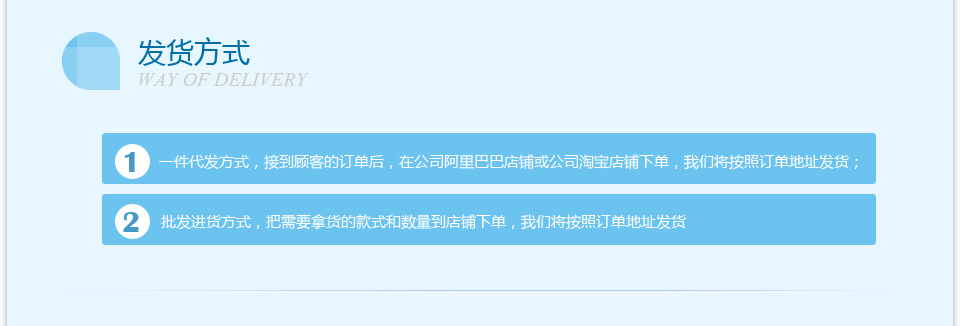 发货方式
WAY OF DELIVERY
1 一件代发方式，接到顾客的订单后，在公司阿里巴巴店铺或公司淘宝店铺下单，我们将按照订单地址发货；
2 批发进货方式，把需要拿货的款式和数量到店铺下单，我们将按照订单地址发货